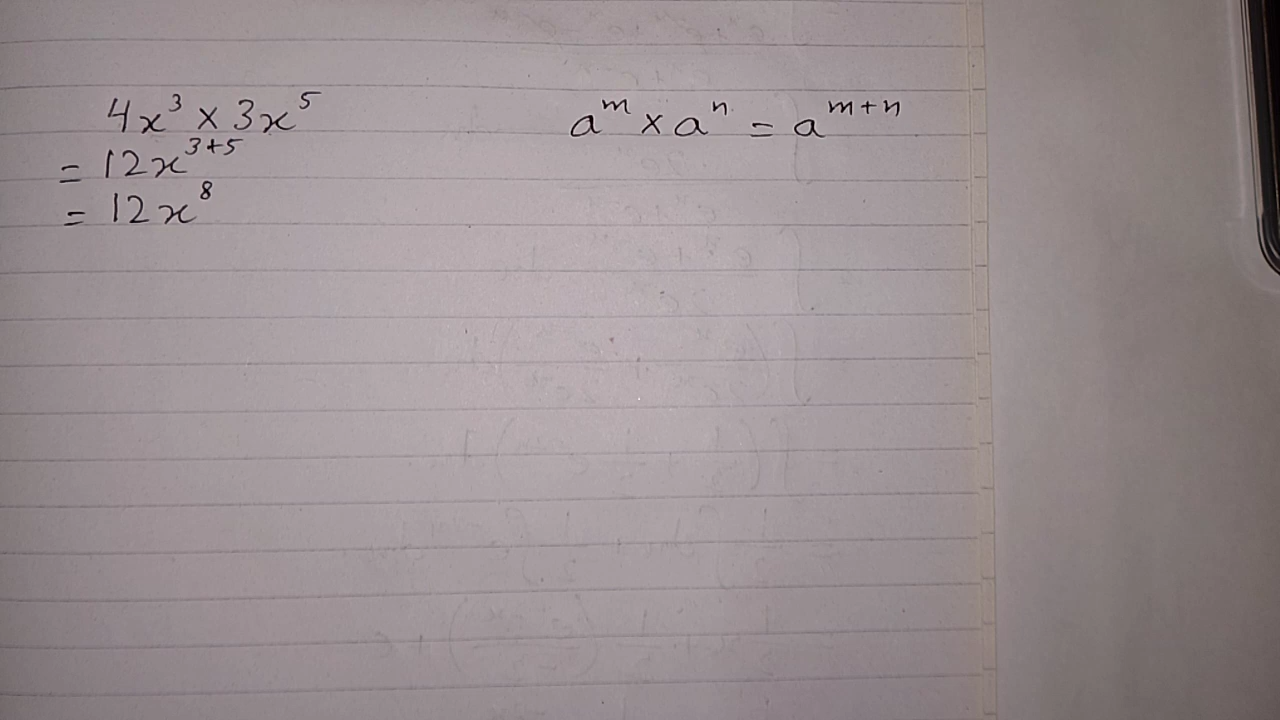 4x³ × 3x⁵
= 12x³⁺⁵
= 12x⁸
aᵐ × aⁿ = aᵐ⁺ⁿ